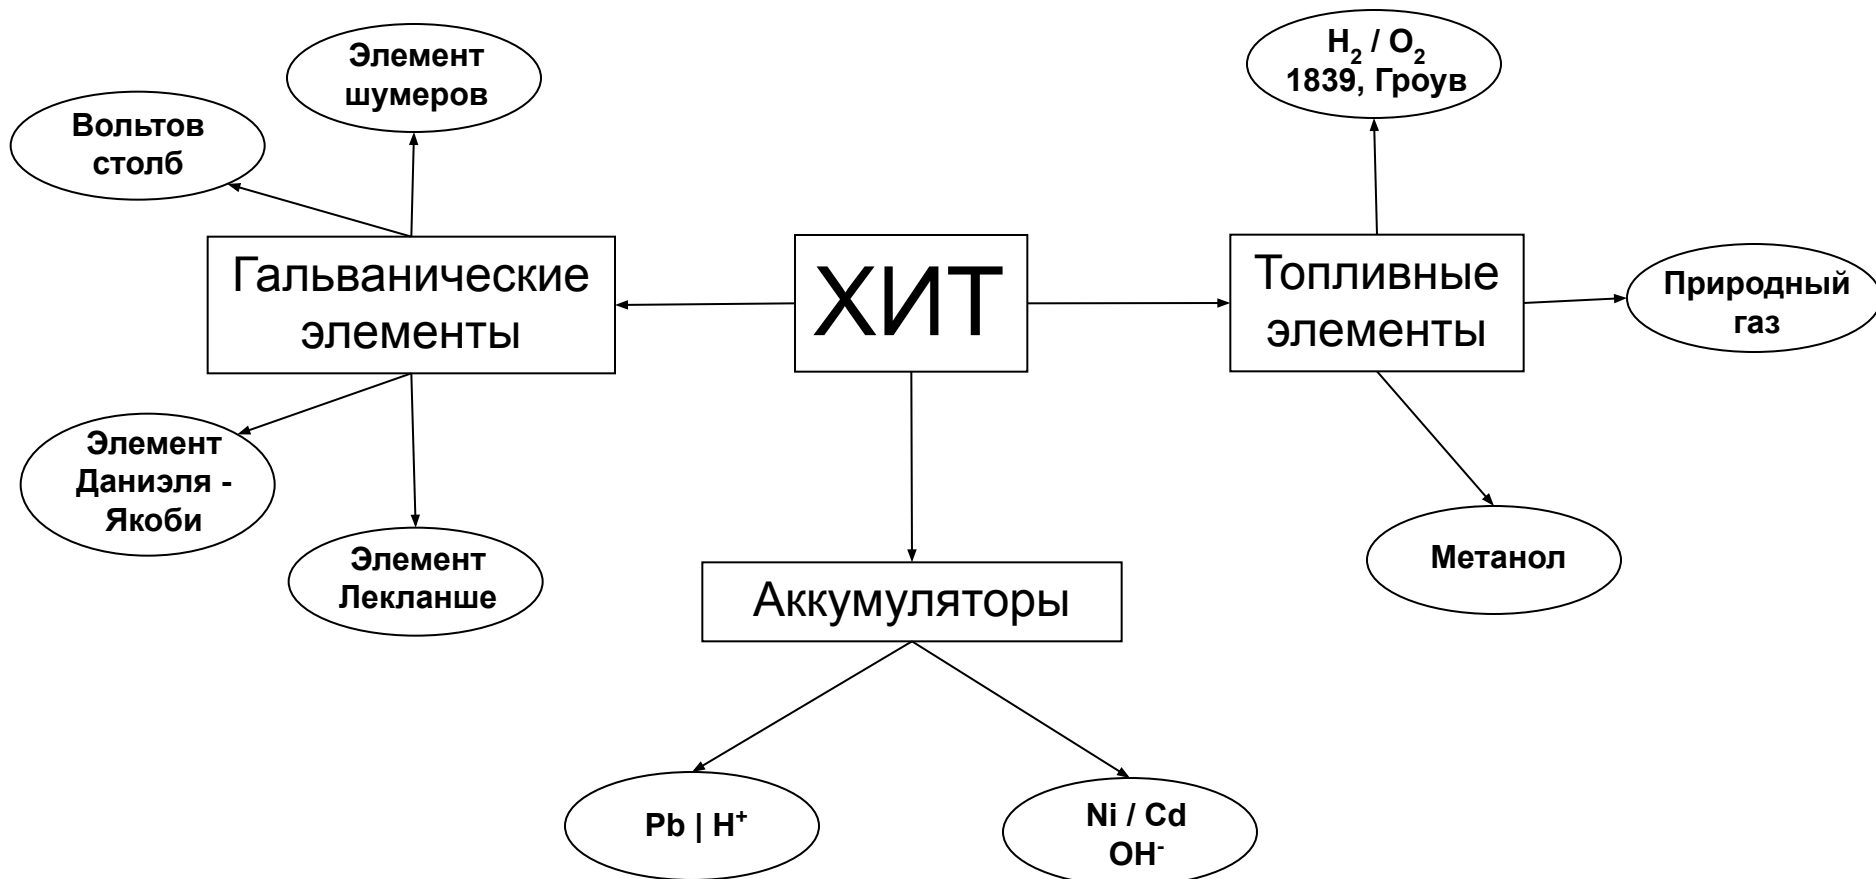 Элемент
шумеров
Вольтов
столб
H₂ / O₂
1839, Гроув
Гальванические
элементы
ХИТ
Топливные
элементы
Природный
газ
Элемент
Даниэля -
Якоби
Элемент
Лекланше
Метанол
Аккумуляторы
Pb | H⁺
Ni / Cd
OH⁻